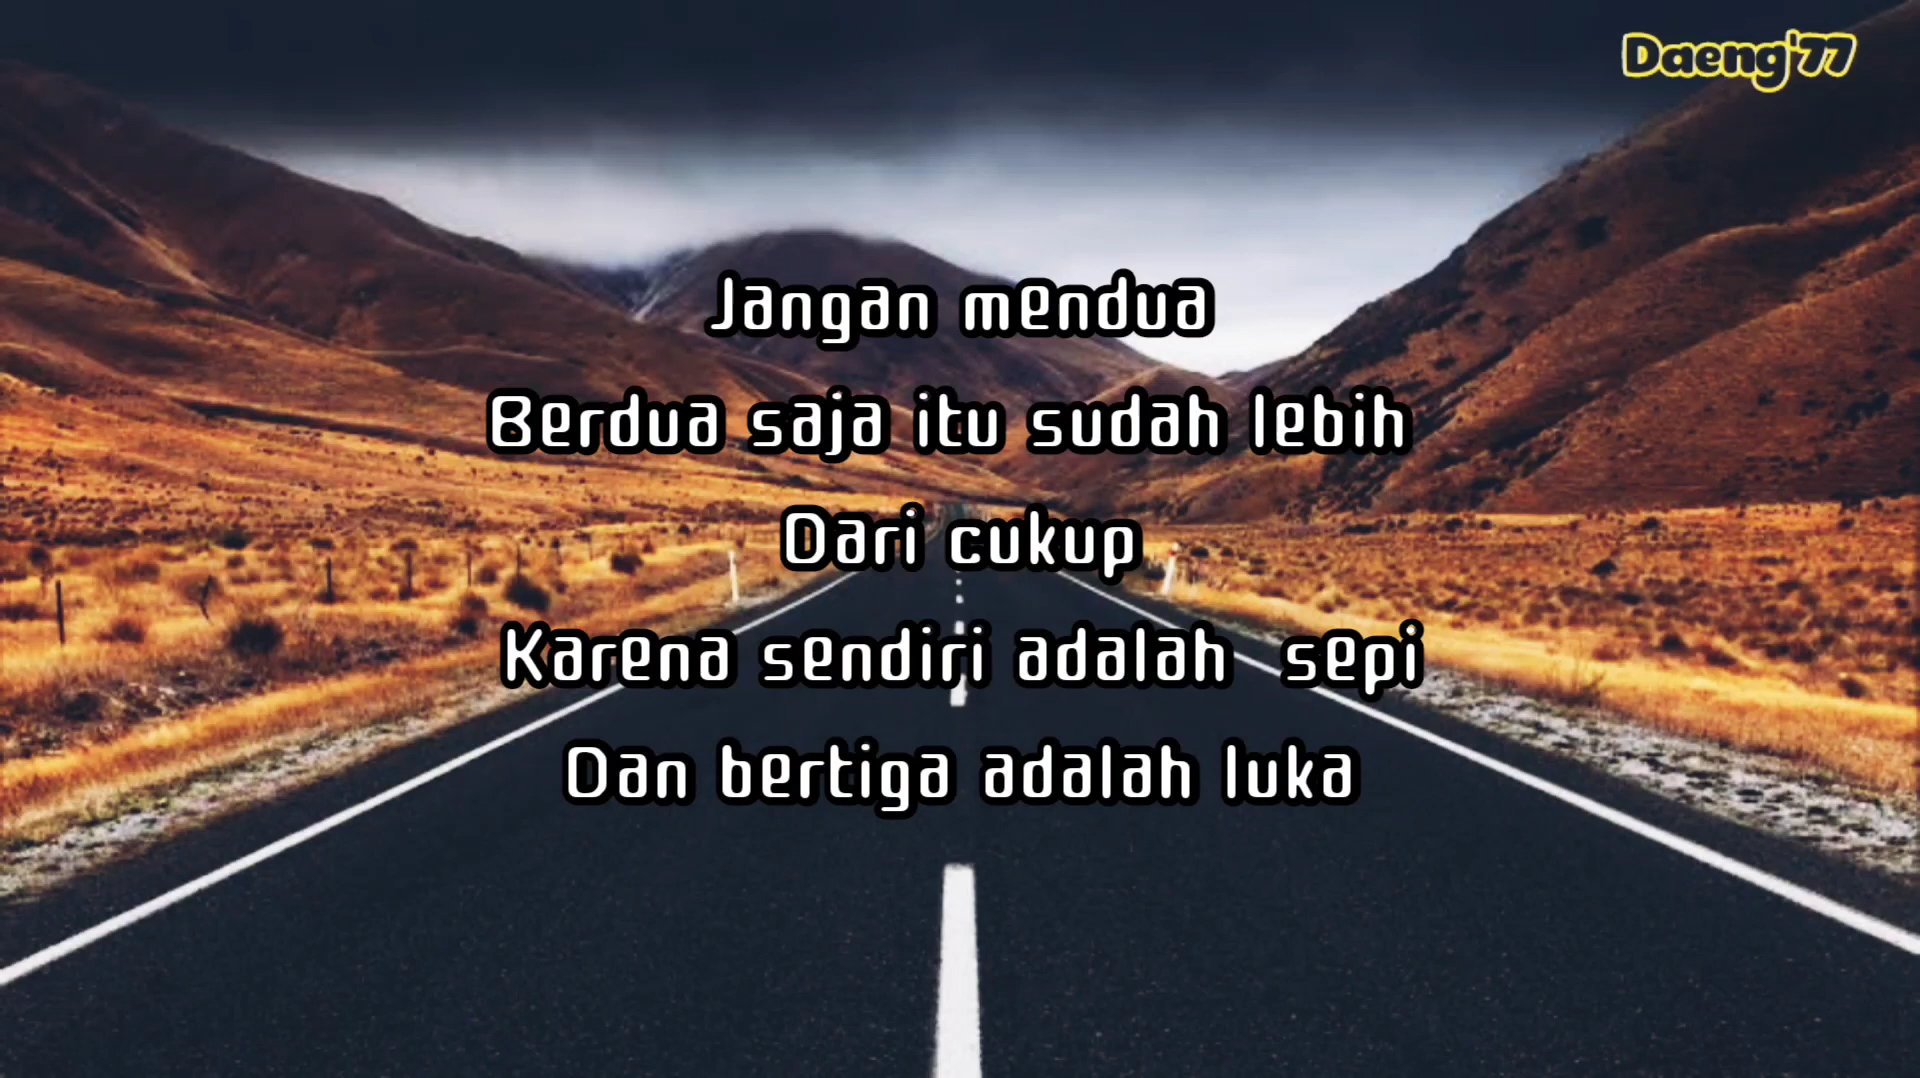 Daeng'77
Jangan mendua
Berdua saja itu sudah lebih
Dari cukup
Karena sendiri adalah sepi
Dan bertiga adalah luka